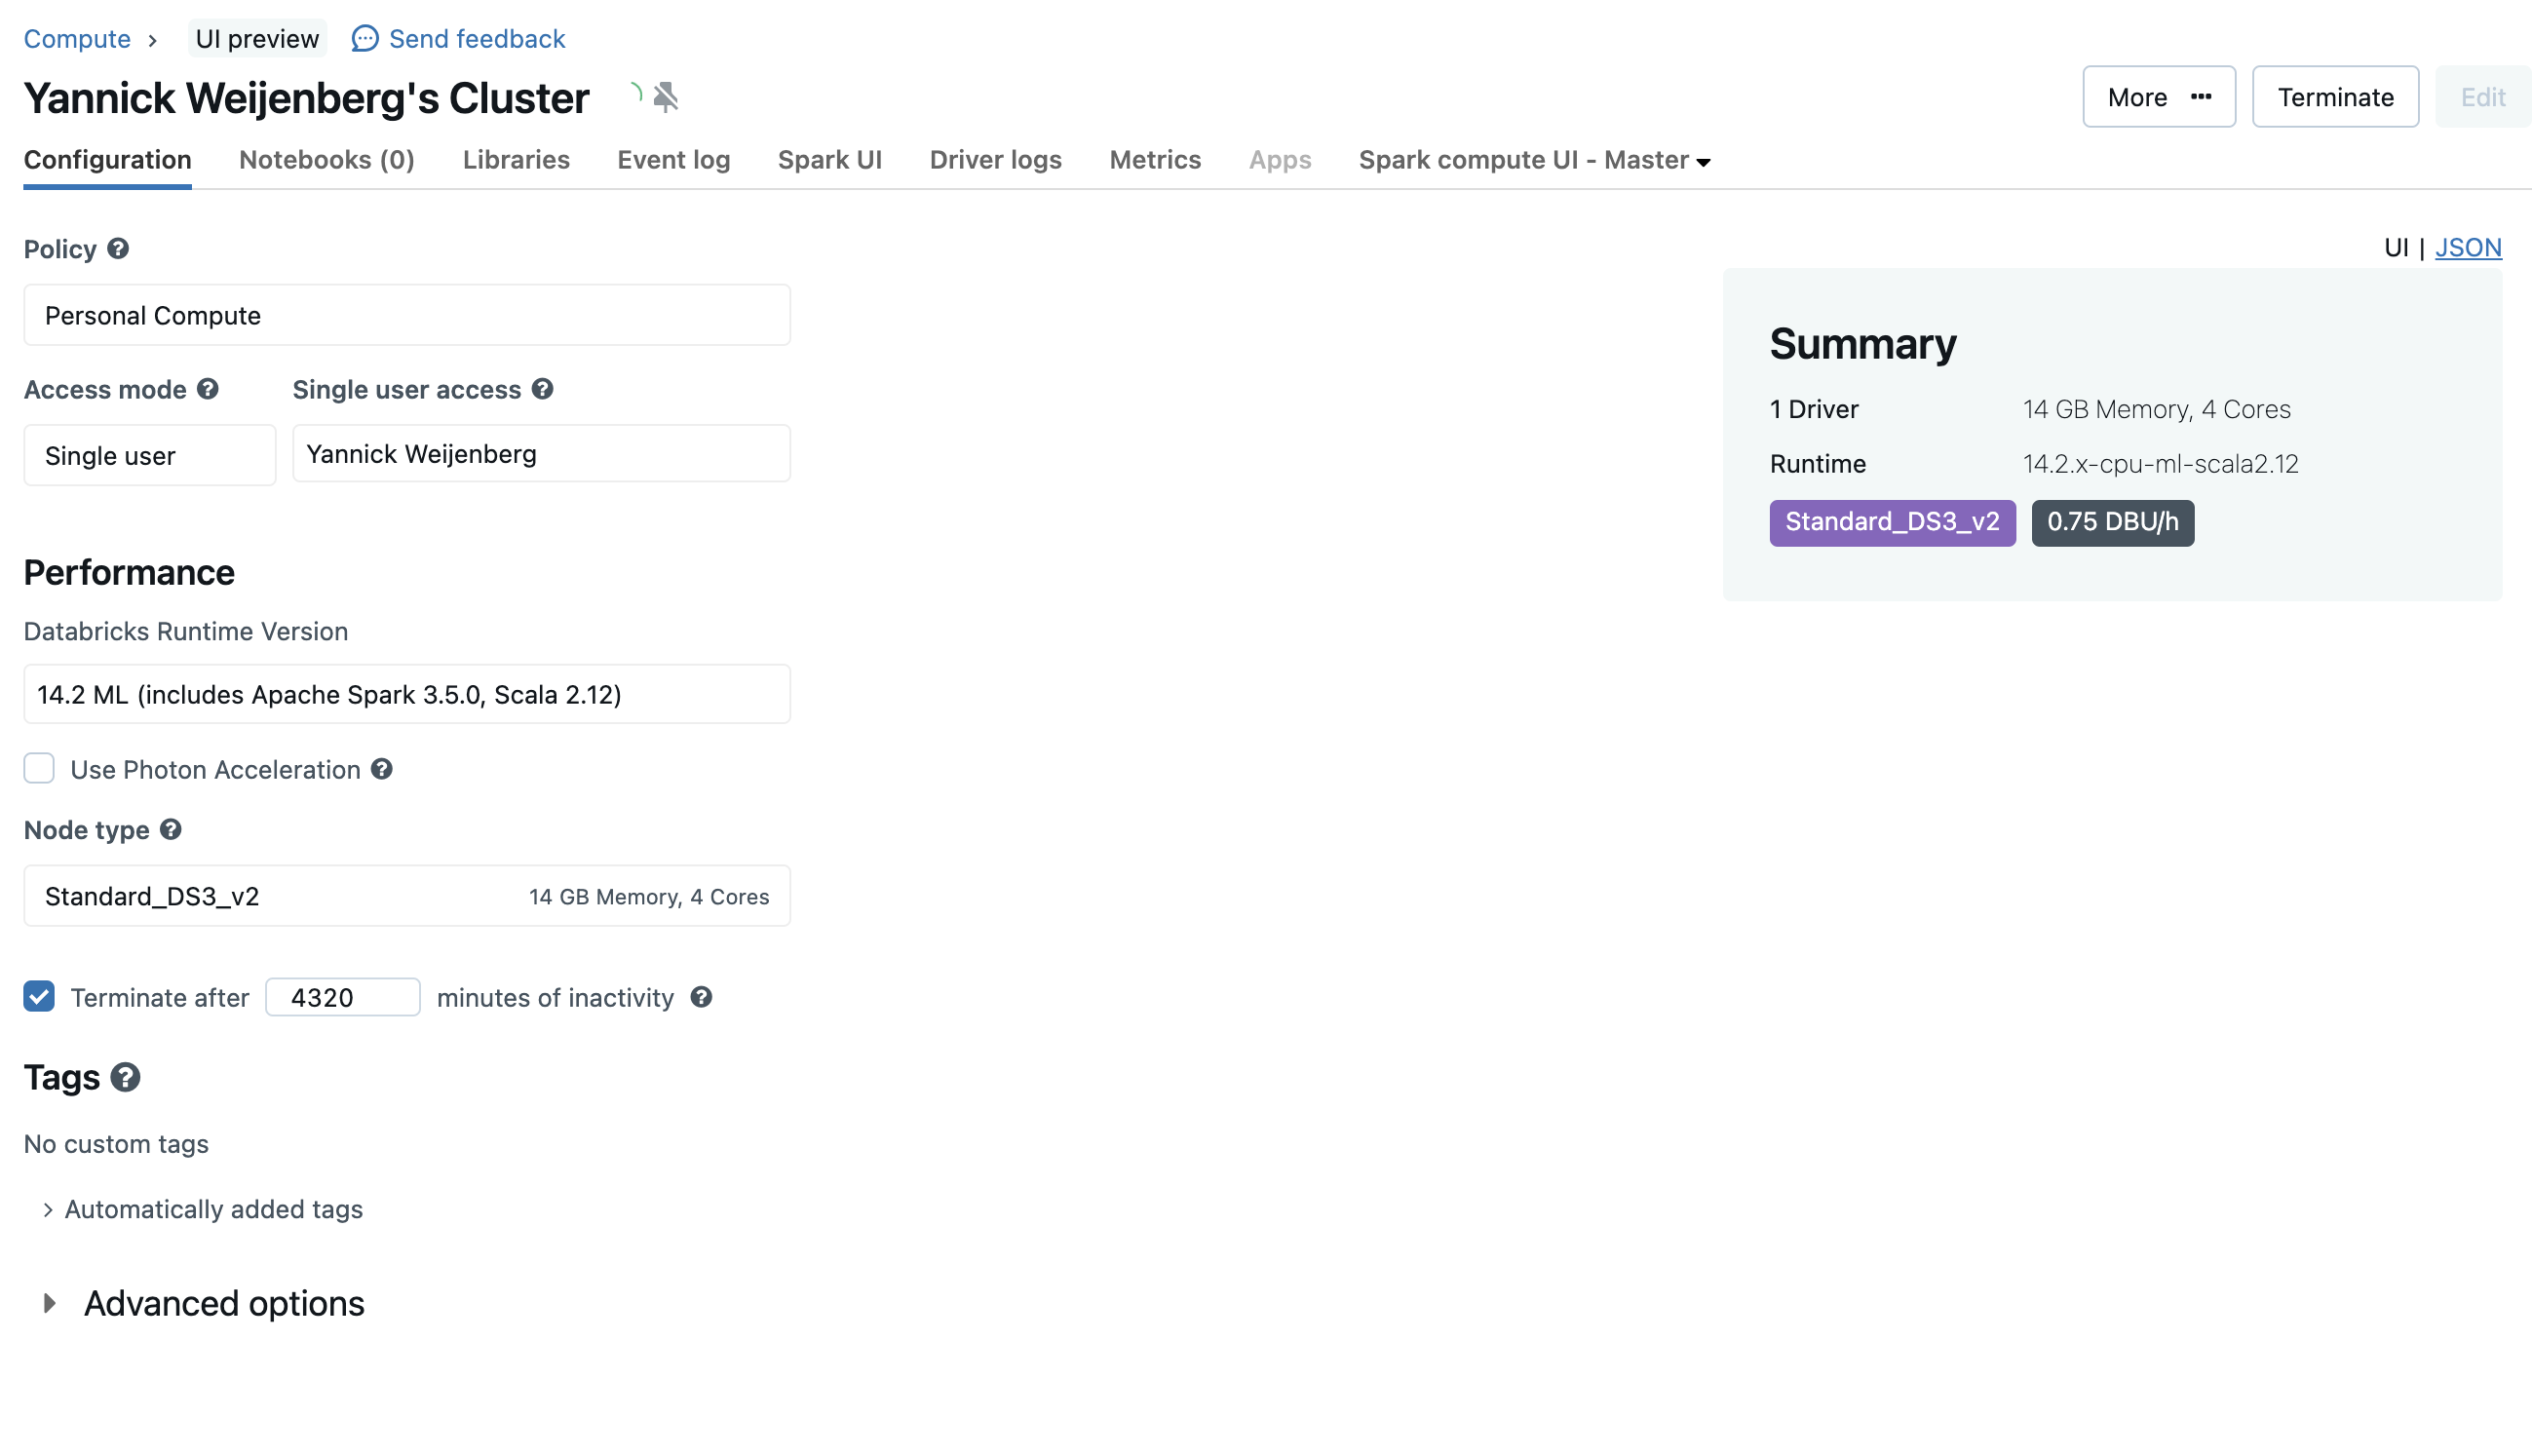 Compute › UI preview Send feedback
Yannick Weijenberg's Cluster
More ••• Terminate Edit
Configuration Notebooks (0) Libraries Event log Spark UI Driver logs Metrics Apps Spark compute UI - Master
Policy
UI | JSON
Personal Compute
Access mode Single user access
Single user Yannick Weijenberg
Summary
1 Driver 14 GB Memory, 4 Cores
Runtime 14.2.x-cpu-ml-scala2.12
Standard_DS3_v2 0.75 DBU/h
Performance
Databricks Runtime Version
14.2 ML (includes Apache Spark 3.5.0, Scala 2.12)
Use Photon Acceleration
Node type
Standard_DS3_v2 14 GB Memory, 4 Cores
Terminate after 4320 minutes of inactivity
Tags
No custom tags
Automatically added tags
Advanced options